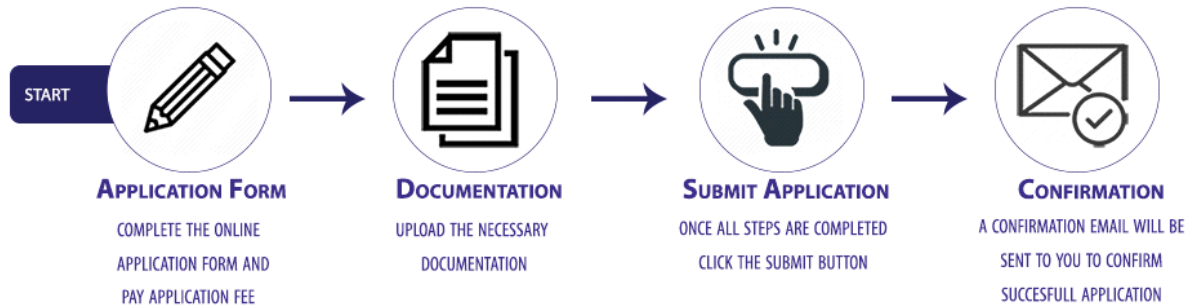 START
APPLICATION FORM
COMPLETE THE ONLINE
APPLICATION FORM AND
PAY APPLICATION FEE
DOCUMENTATION
UPLOAD THE NECESSARY
DOCUMENTATION
SUBMIT APPLICATION
ONCE ALL STEPS ARE COMPLETED
CLICK THE SUBMIT BUTTON
CONFIRMATION
A CONFIRMATION EMAIL WILL BE
SENT TO YOU TO CONFIRM
SUCCESFULL APPLICATION